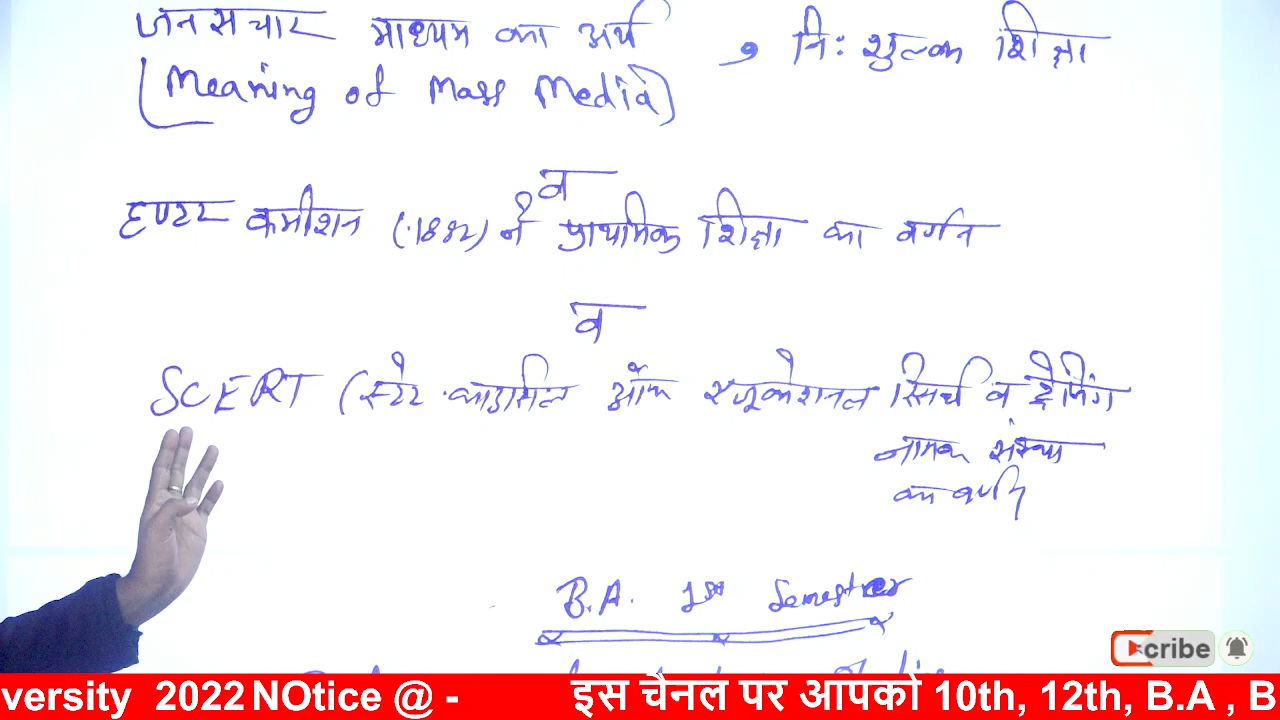 जनसंचार माध्यम का अर्थ , निः शुल्क शिक्षा
(Meaning of Mass Media)
व
हण्टर कमीशन (1882) ने प्राथमिक शिक्षा का वर्णन
व
SCERT (स्टेट काउंसिल ऑफ एजूकेशनल रिसर्च व ट्रेनिंग
नामक संस्था
का वर्णन
B.A. 1st Semester
cribe
versity 2022 NOtice @ - इस चैनल पर आपको 10th, 12th, B.A , B